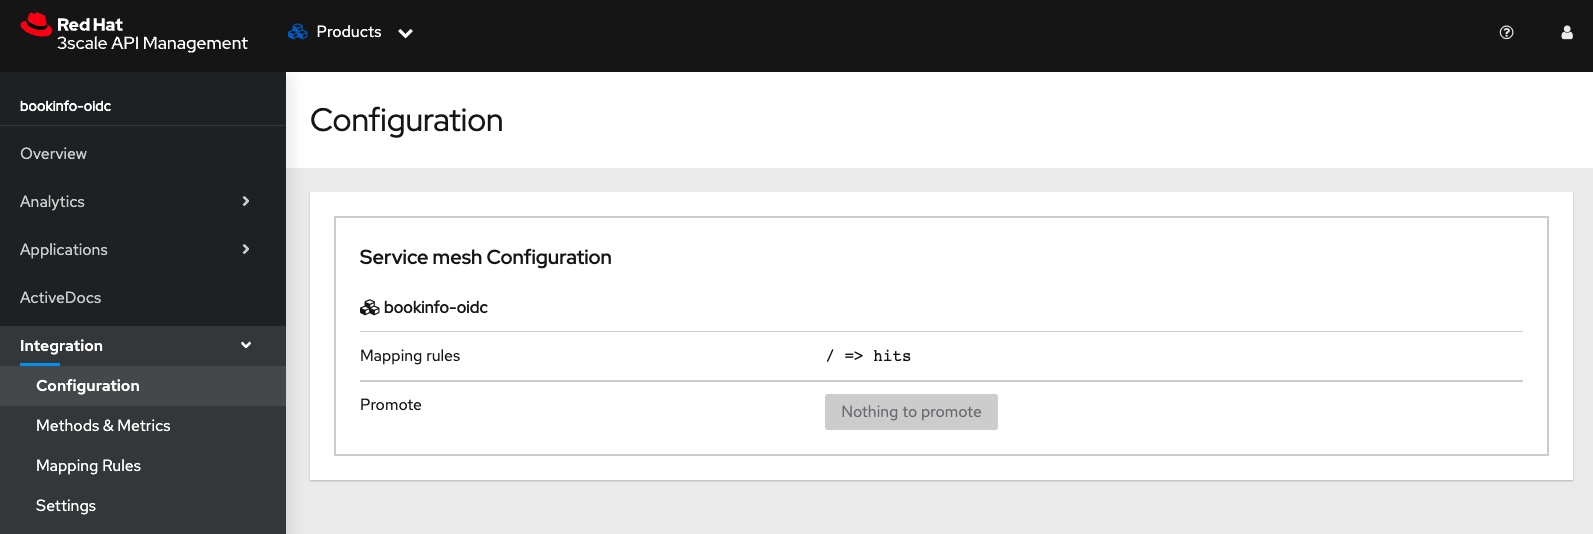 Red Hat
3scale API Management
Products
bookinfo-oidc
Overview
Analytics
Applications
ActiveDocs
Integration
Configuration
Methods & Metrics
Mapping Rules
Settings
Configuration
Service mesh Configuration
bookinfo-oidc
Mapping rules / => hits
Promote Nothing to promote